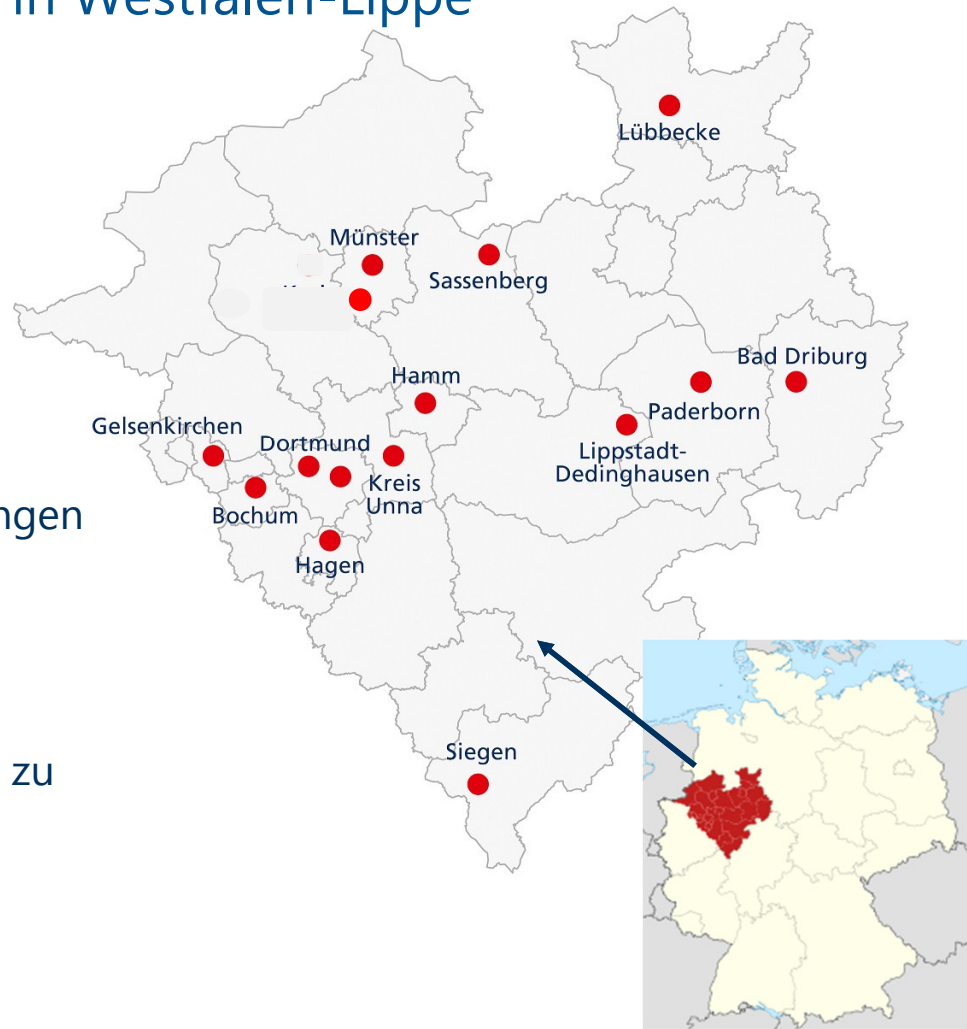 in Westfalen-Lippe
Lübbecke
Münster
Sassenberg
Bad Driburg
Hamm
Paderborn
Gelsenkirchen
Dortmund
Lippstadt-
Dedinghausen
Kreis
Unna
Bochum
ngen
Hagen
Siegen
zu